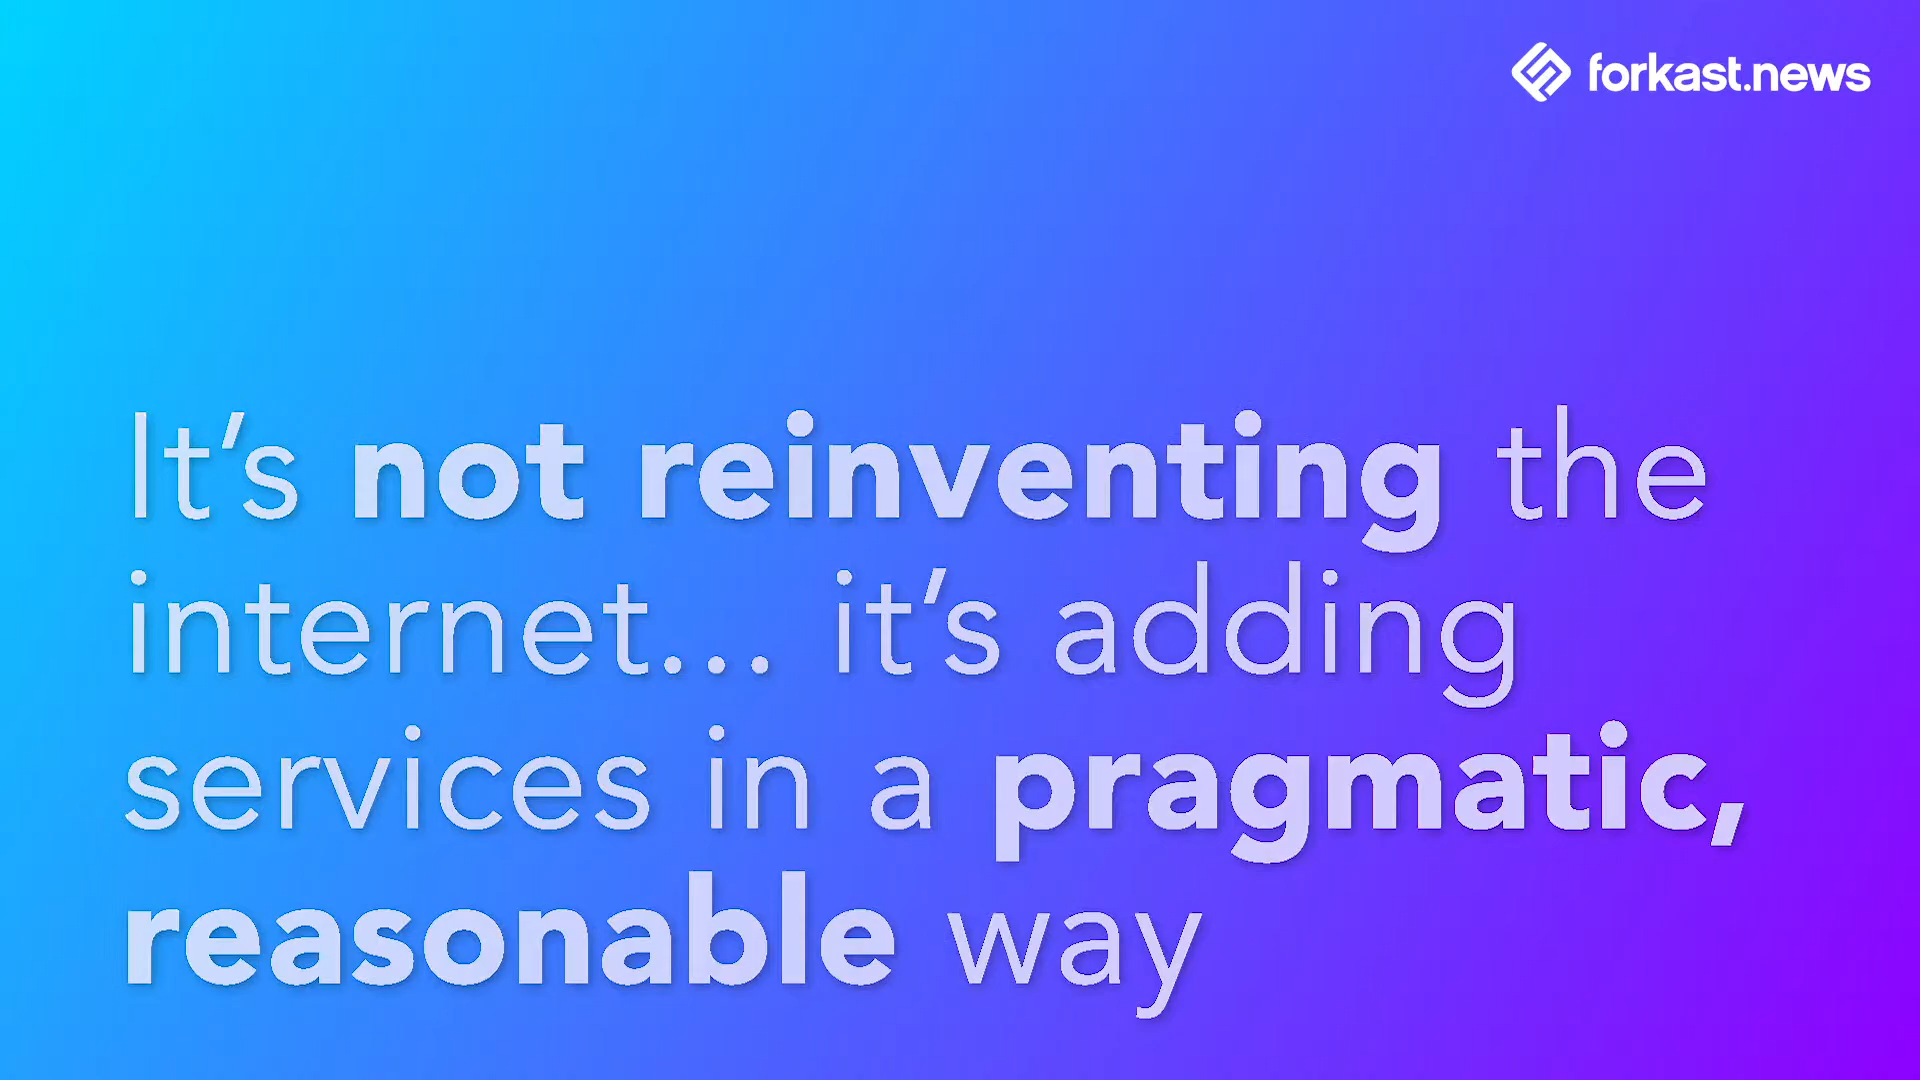 forkast.news
It’s not reinventing the
internet... it’s adding
services in a pragmatic,
reasonable way